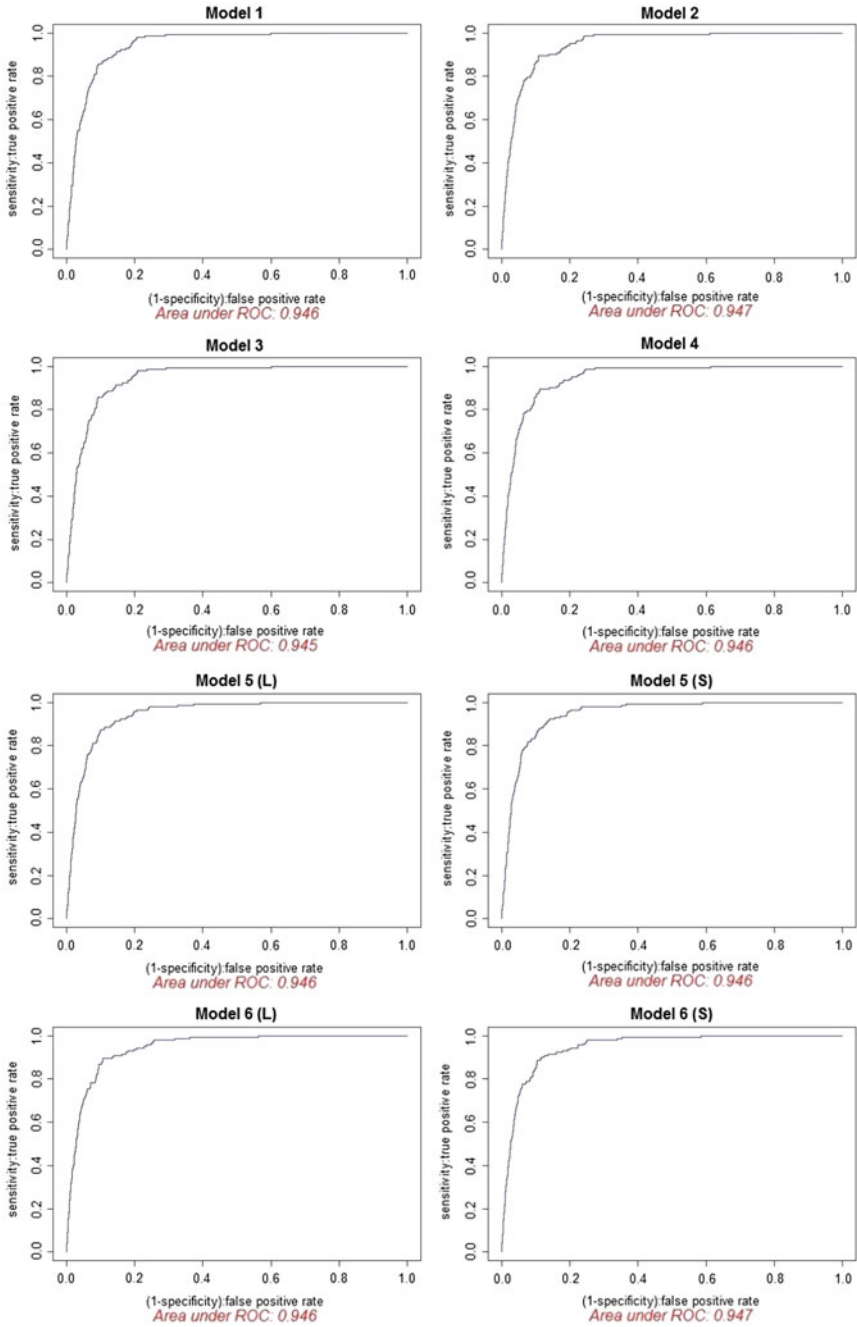 Model 1
sensitivity:true positive rate
1.0
0.8
0.6
0.4
0.2
0.0
0.0 0.2 0.4 0.6 0.8 1.0
(1-specificity):false positive rate
Area under ROC: 0.946
Model 2
sensitivity:true positive rate
1.0
0.8
0.6
0.4
0.2
0.0
0.0 0.2 0.4 0.6 0.8 1.0
(1-specificity):false positive rate
Area under ROC: 0.947
Model 3
sensitivity:true positive rate
1.0
0.8
0.6
0.4
0.2
0.0
0.0 0.2 0.4 0.6 0.8 1.0
(1-specificity):false positive rate
Area under ROC: 0.945
Model 4
sensitivity:true positive rate
1.0
0.8
0.6
0.4
0.2
0.0
0.0 0.2 0.4 0.6 0.8 1.0
(1-specificity):false positive rate
Area under ROC: 0.946
Model 5 (L)
sensitivity:true positive rate
1.0
0.8
0.6
0.4
0.2
0.0
0.0 0.2 0.4 0.6 0.8 1.0
(1-specificity):false positive rate
Area under ROC: 0.946
Model 5 (S)
sensitivity:true positive rate
1.0
0.8
0.6
0.4
0.2
0.0
0.0 0.2 0.4 0.6 0.8 1.0
(1-specificity):false positive rate
Area under ROC: 0.946
Model 6 (L)
sensitivity:true positive rate
1.0
0.8
0.6
0.4
0.2
0.0
0.0 0.2 0.4 0.6 0.8 1.0
(1-specificity):false positive rate
Area under ROC: 0.946
Model 6 (S)
sensitivity:true positive rate
1.0
0.8
0.6
0.4
0.2
0.0
0.0 0.2 0.4 0.6 0.8 1.0
(1-specificity):false positive rate
Area under ROC: 0.947